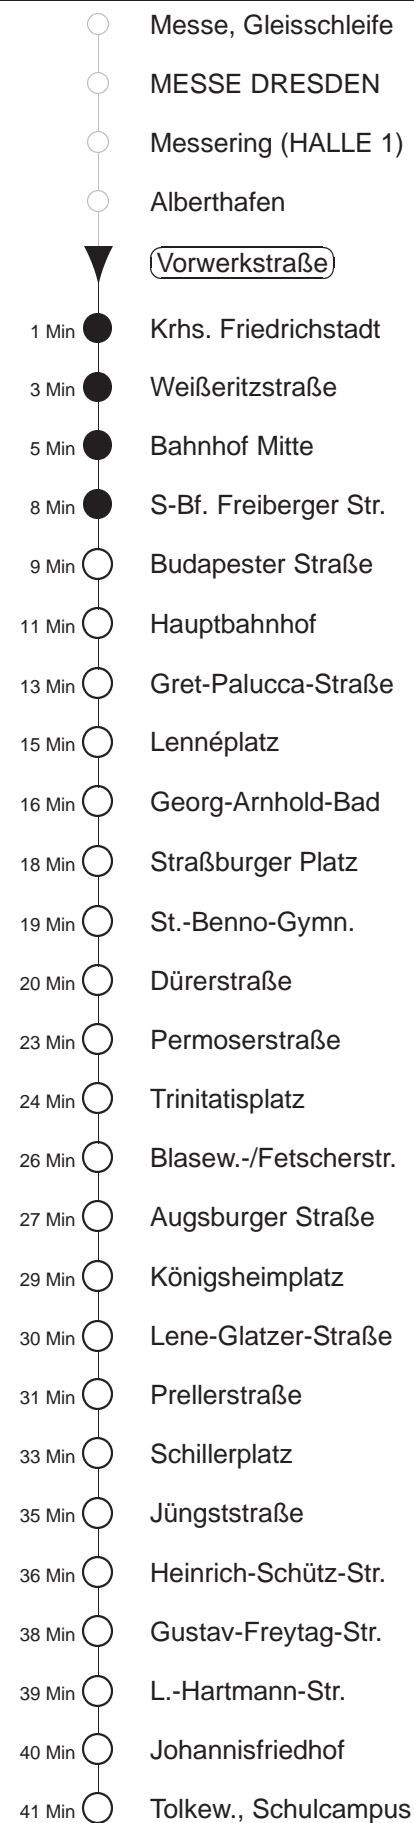 Messe, Gleisschleife
MESSE DRESDEN
Messering (HALLE 1)
Alberthafen
Vorwerkstraße
1 Min Krhs. Friedrichstadt
3 Min Weißeritzstraße
5 Min Bahnhof Mitte
8 Min S-Bf. Freiberger Str.
9 Min Budapester Straße
11 Min Hauptbahnhof
13 Min Gret-Palucca-Straße
15 Min Lennéplatz
16 Min Georg-Arnhold-Bad
18 Min Straßburger Platz
19 Min St.-Benno-Gymn.
20 Min Dürerstraße
23 Min Permoserstraße
24 Min Trinitatisplatz
26 Min Blasew.-/Fetscherstr.
27 Min Augsburger Straße
29 Min Königsheimplatz
30 Min Lene-Glatzer-Straße
31 Min Prellerstraße
33 Min Schillerplatz
35 Min Jüngststraße
36 Min Heinrich-Schütz-Str.
38 Min Gustav-Freytag-Str.
39 Min L.-Hartmann-Str.
40 Min Johannisfriedhof
41 Min Tolkew., Schulcampus